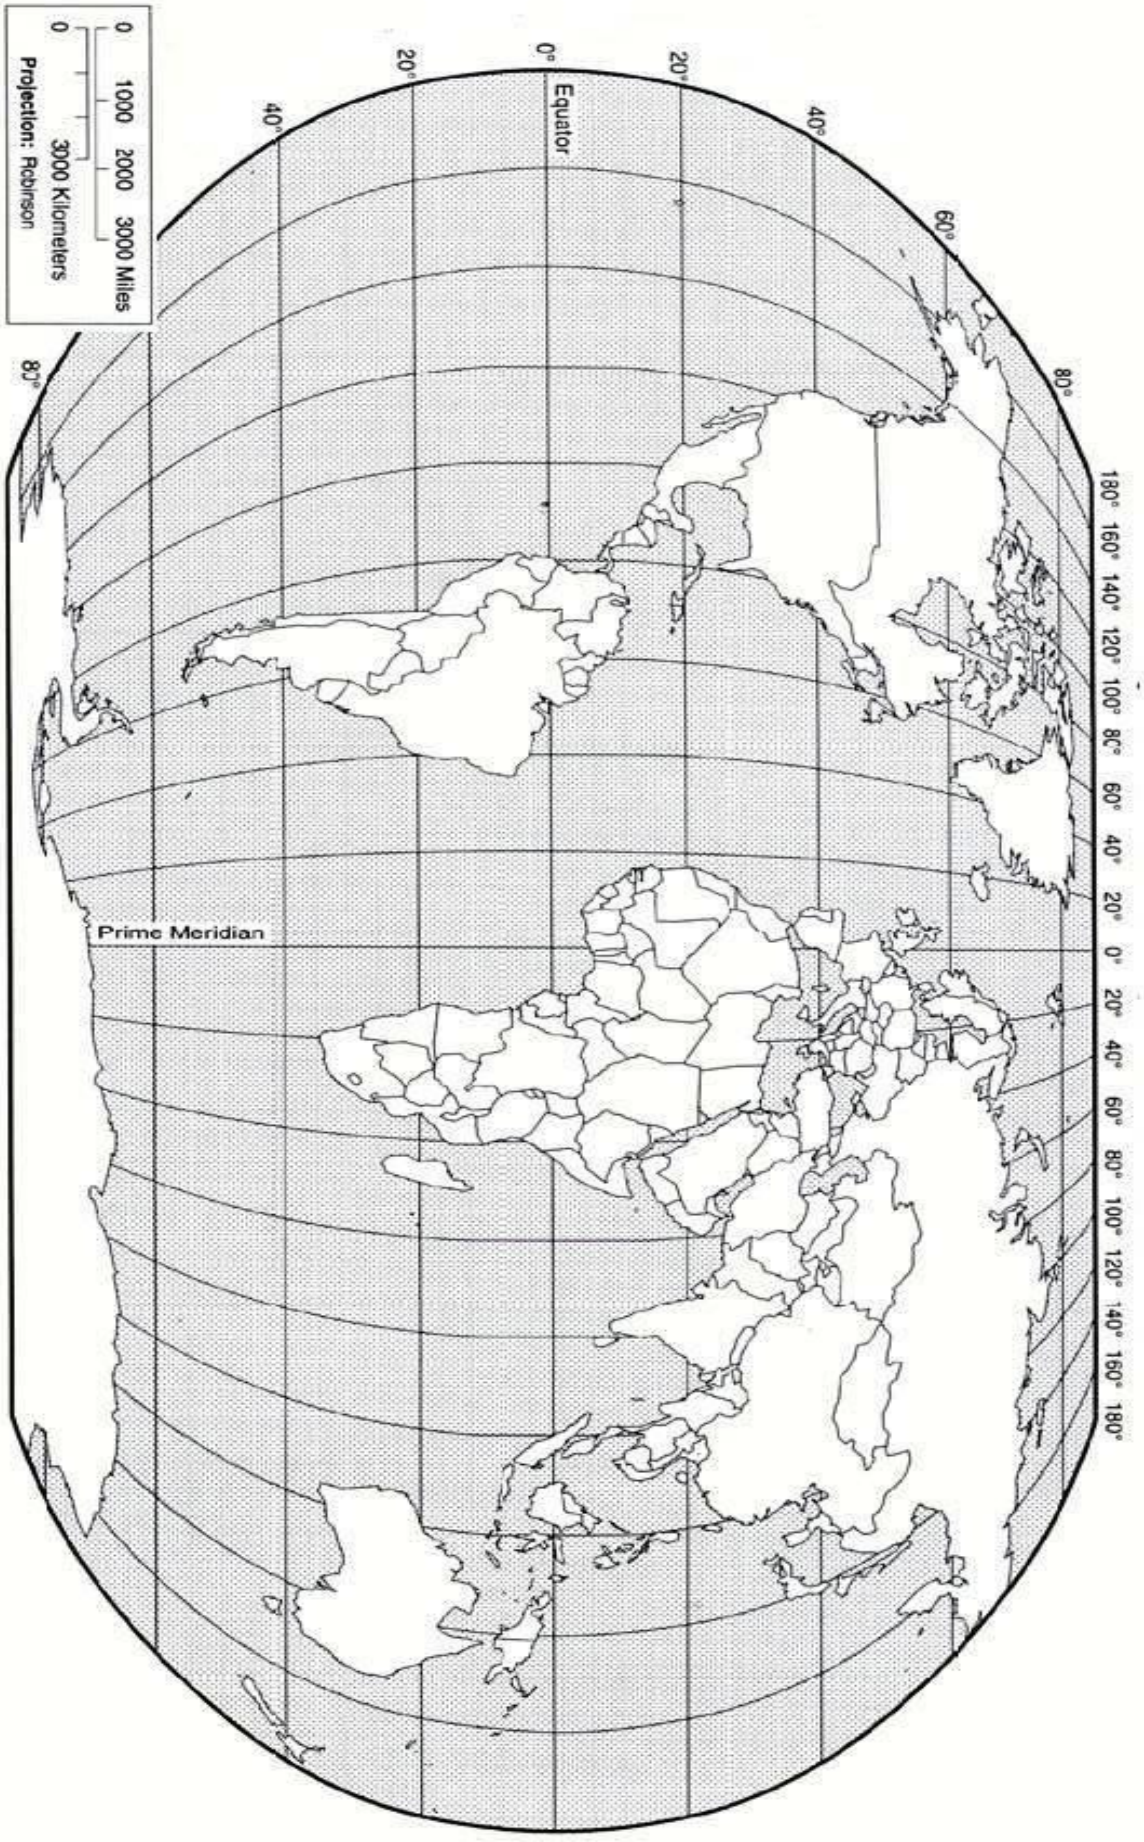 180° 160° 140° 120° 100° 80° 60° 40° 20° 0° 20° 40° 60° 80° 100° 120° 140° 160° 180°
80°
60°
40°
20°
Equator
0°
20°
40°
Prime Meridian
0 1000 2000 3000 Miles
0 3000 Kilometers
Projection: Robinson
80°